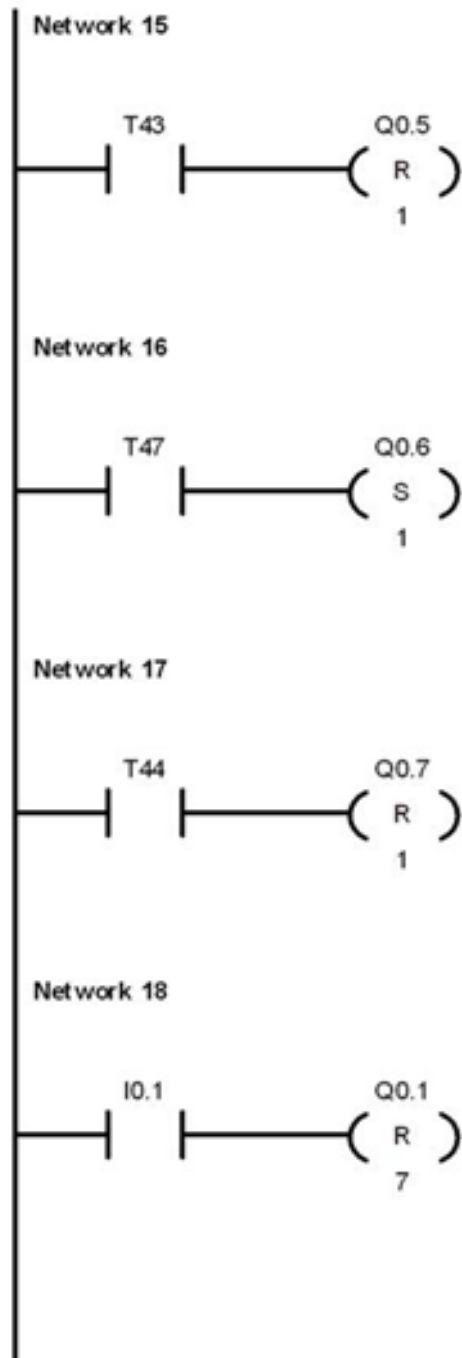 Network 15
T43 Q0.5
R
1
Network 16
T47 Q0.6
S
1
Network 17
T44 Q0.7
R
1
Network 18
I0.1 Q0.1
R
7